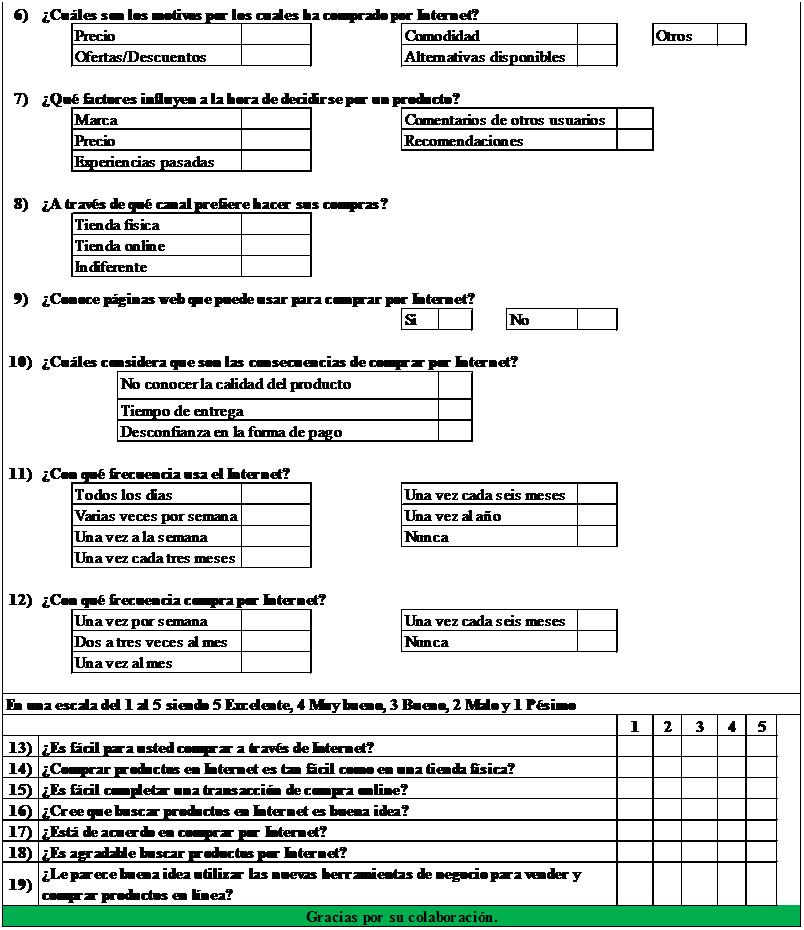 6) ¿Cuáles son los motivos por los cuales ha comprado por Internet?
Precio Comodidad Otros
Ofertas/Descuentos Alternativas disponibles
7) ¿Qué factores influyen a la hora de decidirse por un producto?
Marca Comentarios de otros usuarios
Precio Recomendaciones
Experiencias pasadas
8) ¿A través de qué canal prefiere hacer sus compras?
Tienda fisica
Tienda online
Indiferente
9) ¿Conoce páginas web que puede usar para comprar por Internet?
Si No
10) ¿Cuáles considera que son las consecuencias de comprar por Internet?
No conocer la calidad del producto
Tiempo de entrega
Desconfianza en la forma de pago
11) ¿Con qué frecuencia usa el Internet?
Todos los dias Una vez cada seis meses
Varias veces por semana Una vez al año
Una vez a la semana Nunca
Una vez cada tres meses
12) ¿Con qué frecuencia compra por Internet?
Una vez por semana Una vez cada seis meses
Dos a tres veces al mes Nunca
Una vez al mes
En una escala del 1 al 5 siendo 5 Excelente, 4 Muy bueno, 3 Bueno, 2 Malo y 1 Pésimo
1 2 3 4 5
13) ¿Es fácil para usted comprar a través de Internet?
14) ¿Comprar productos en Internet es tan fácil como en una tienda física?
15) ¿Es fácil completar una transacción de compra online?
16) ¿Cree que buscar productos en Internet es buena idea?
17) ¿Está de acuerdo en comprar por Internet?
18) ¿Es agradable buscar productos por Internet?
19) ¿Le parece buena idea utilizar las nuevas herramientas de negocio para vender y
comprar productos en línea?
Gracias por su colaboración.